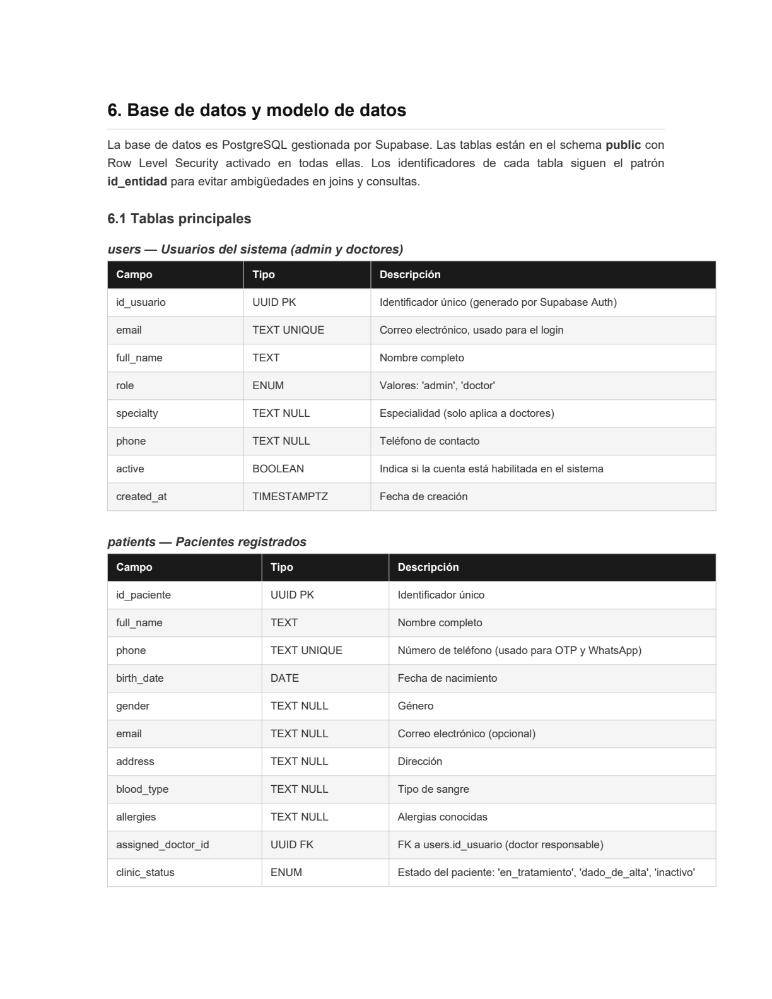 6. Base de datos y modelo de datos
La base de datos es PostgreSQL gestionada por Supabase. Las tablas están en el schema public con
Row Level Security activado en todas ellas. Los identificadores de cada tabla siguen el patrón
id_entidad para evitar ambigüedades en joins y consultas.
6.1 Tablas principales
users — Usuarios del sistema (admin y doctores)
Campo Tipo Descripción
id_usuario UUID PK Identificador único (generado por Supabase Auth)
email TEXT UNIQUE Correo electrónico, usado para el login
full_name TEXT Nombre completo
role ENUM Valores: 'admin', 'doctor'
specialty TEXT NULL Especialidad (solo aplica a doctores)
phone TEXT NULL Teléfono de contacto
active BOOLEAN Indica si la cuenta está habilitada en el sistema
created_at TIMESTAMPTZ Fecha de creación
patients — Pacientes registrados
Campo Tipo Descripción
id_paciente UUID PK Identificador único
full_name TEXT Nombre completo
phone TEXT UNIQUE Número de teléfono (usado para OTP y WhatsApp)
birth_date DATE Fecha de nacimiento
gender TEXT NULL Género
email TEXT NULL Correo electrónico (opcional)
address TEXT NULL Dirección
blood_type TEXT NULL Tipo de sangre
allergies TEXT NULL Alergias conocidas
assigned_doctor_id UUID FK FK a users.id_usuario (doctor responsable)
clinic_status ENUM Estado del paciente: 'en_tratamiento', 'dado_de_alta', 'inactivo'